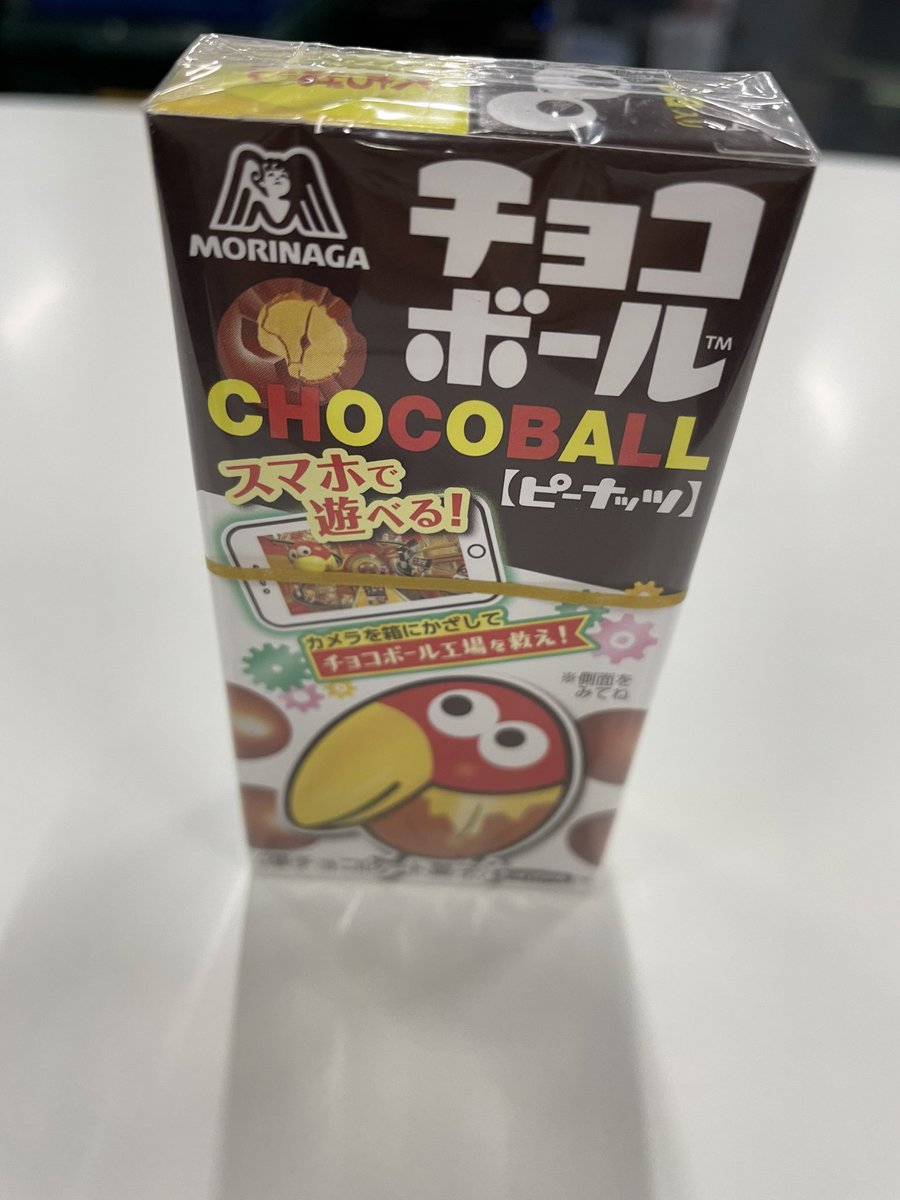 MORINAGA
チョコ
ボール™
CHOCOBALL
【ピーナッツ】
スマホで
遊べる!
カメラを箱にかざして
チョコボール工場を救え!
※側面を
みてね